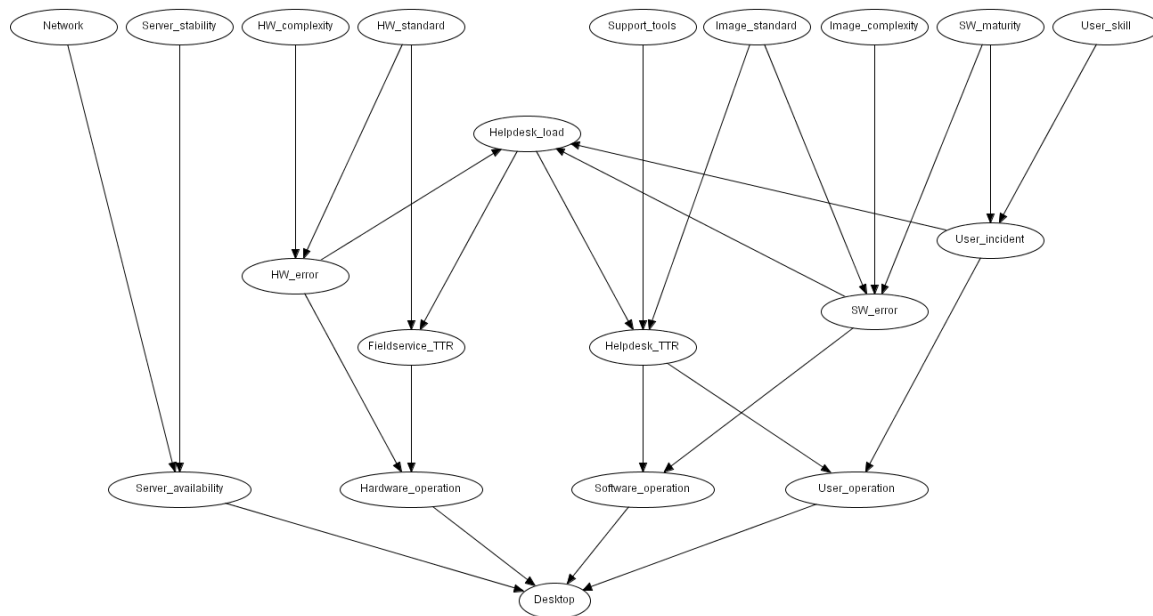 Network
Server_stability
HW_complexity
HW_standard
Support_tools
Image_standard
Image_complexity
SW_maturity
User_skill
Helpdesk_load
User_incident
HW_error
SW_error
Fieldservice_TTR
Helpdesk_TTR
Server_availability
Hardware_operation
Software_operation
User_operation
Desktop